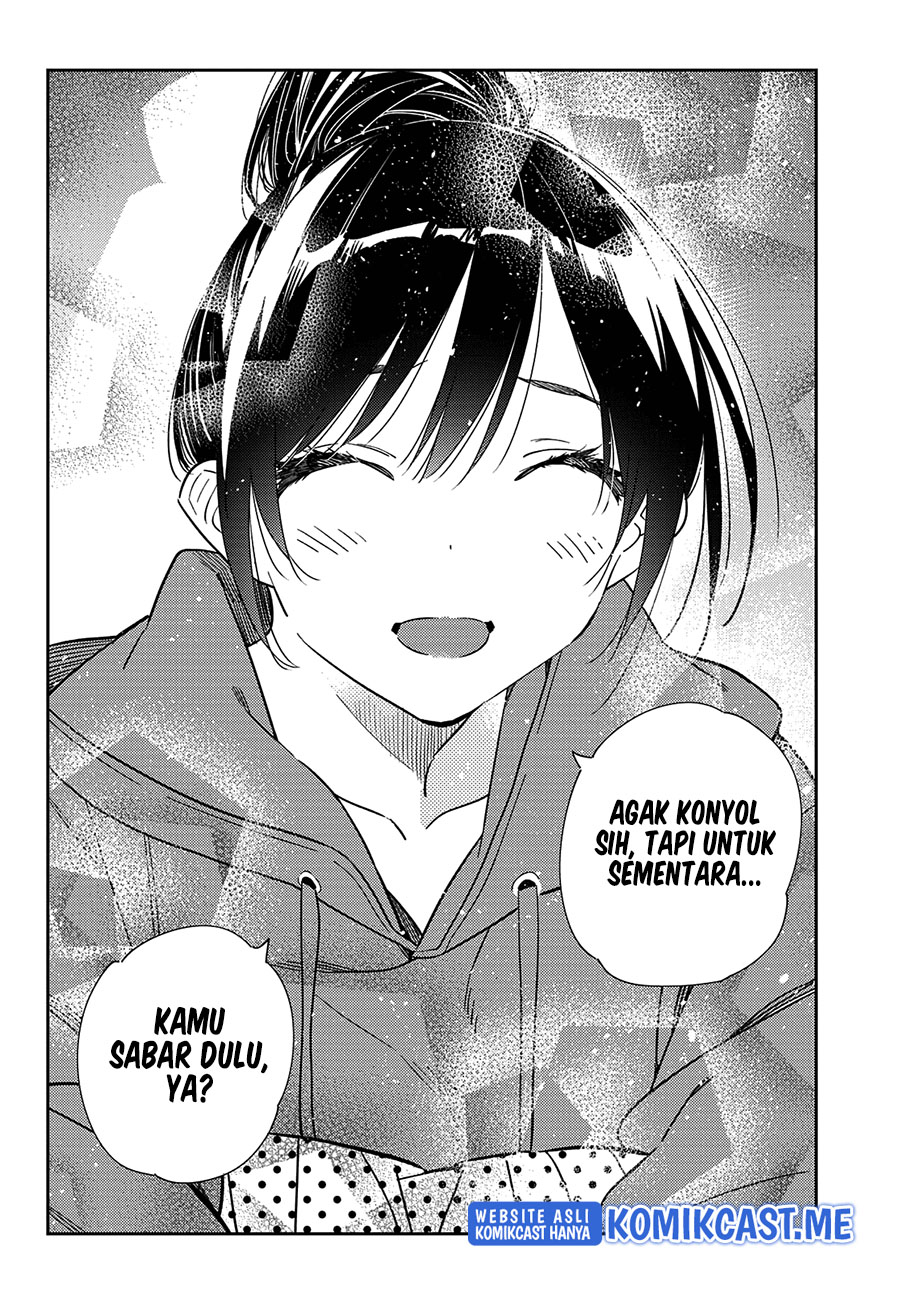 AGAK KONYOL
SIH, TAPI UNTUK
SEMENTARA...
KAMU
SABAR DULU,
YA?
WEBSITE ASLI
KOMIKCAST HANYA
KOMIKCAST.ME